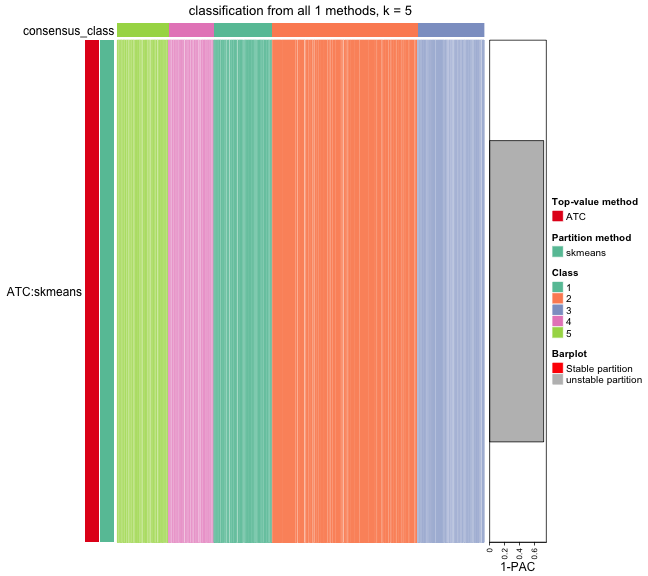 classification from all 1 methods, k = 5
consensus_class
ATC:skmeans
Top-value method
ATC
Partition method
skmeans
Class
1
2
3
4
5
Barplot
Stable partition
unstable partition
0
0.2
0.4
0.6
1-PAC